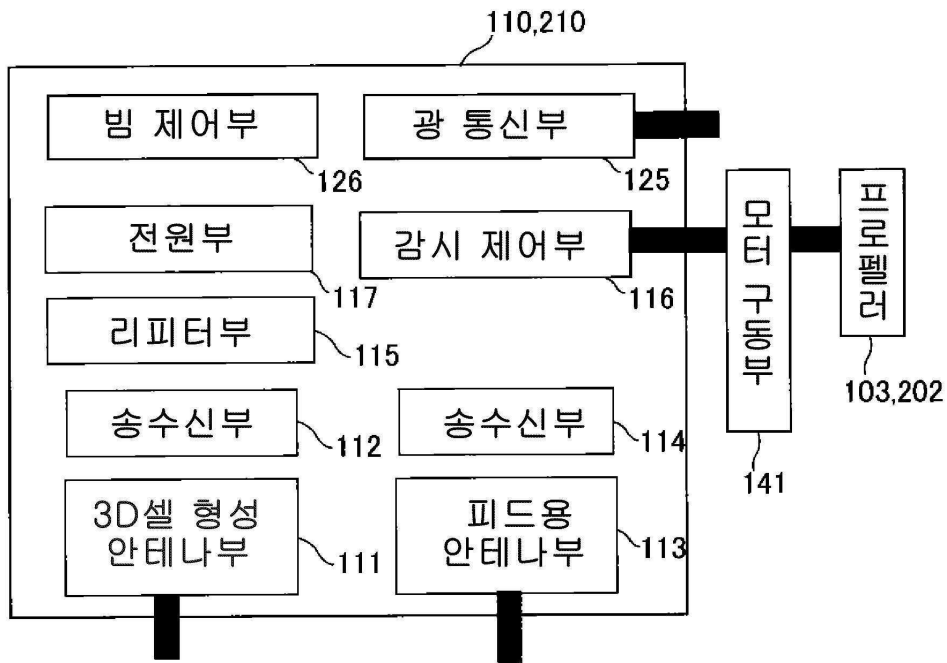 110,210
빔 제어부
126
광 통신부
125
전원부
117
감시 제어부
116
모터 구동부
141
프로펠러
103,202
리피터부
115
송수신부
112
송수신부
114
3D셀 형성
안테나부
111
피드용
안테나부
113